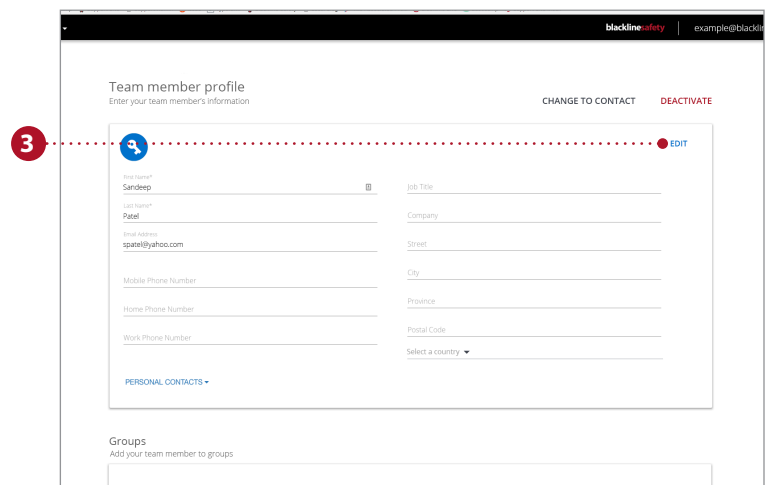 blacklinesafety
Team member profile
Enter your team member's information
CHANGE TO CONTACT
DEACTIVATE
3
EDIT
First Name*
Sandeep
Last Name*
Patel
Email Address
spatel@yahoo.com
Mobile Phone Number
Home Phone Number
Work Phone Number
Job Title
Company
Street
City
Province
Postal Code
Select a country
PERSONAL CONTACTS
Groups
Add your team member to groups